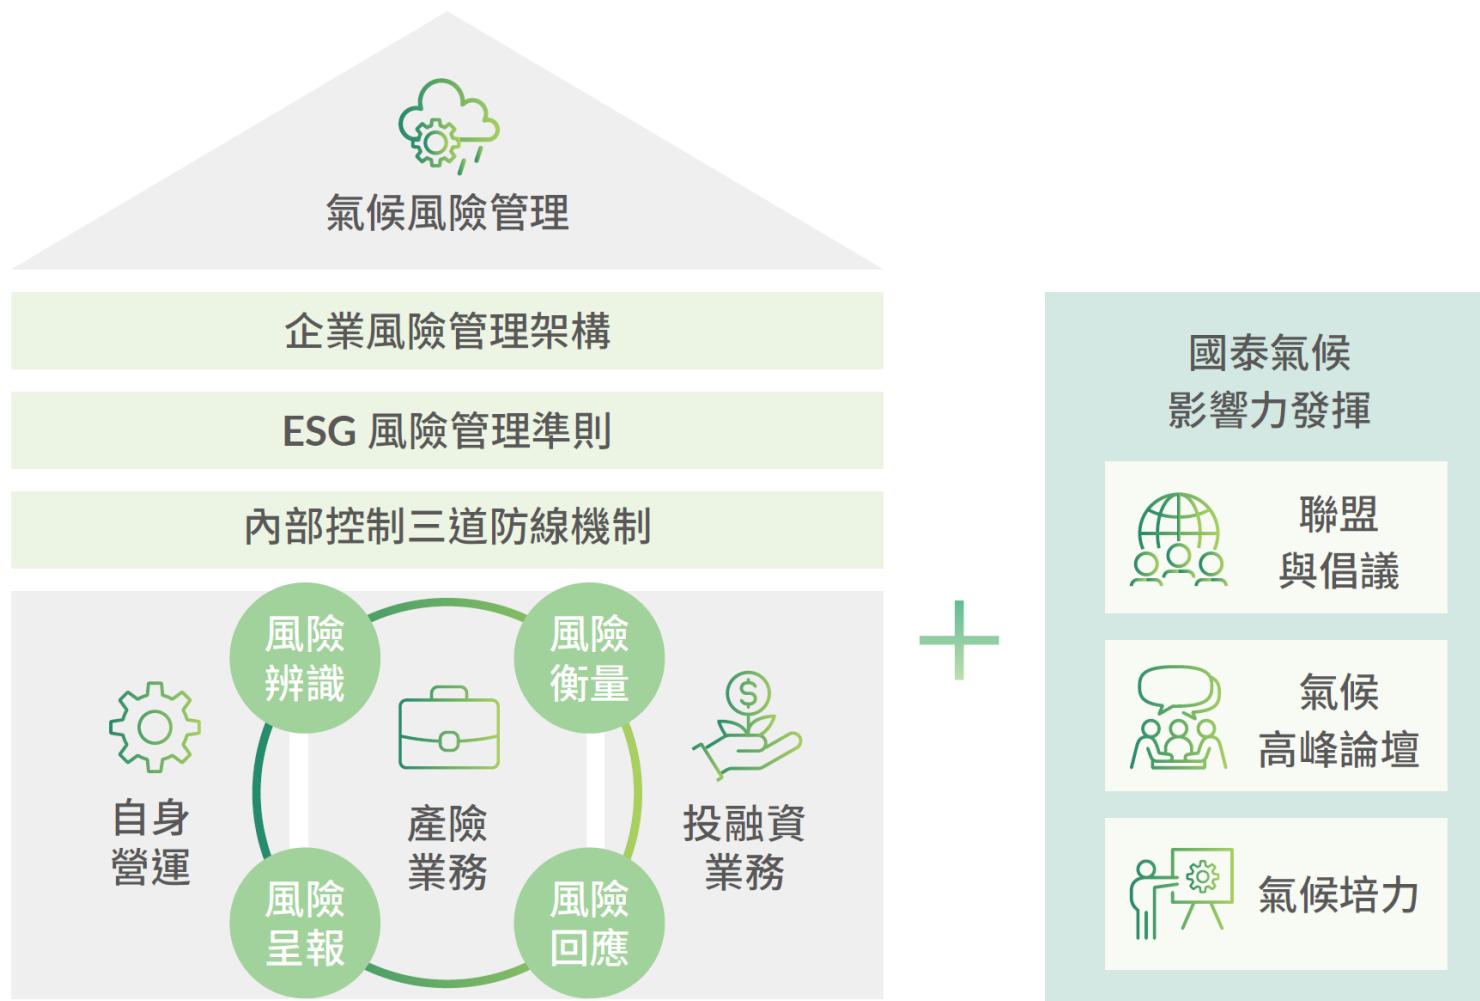 氣候風險管理
企業風險管理架構
ESG 風險管理準則
內部控制三道防線機制
風險
辨識
風險
衡量
自身
營運
產險
業務
投融資
業務
風險
呈報
風險
回應
國泰氣候
影響力發揮
聯盟
與倡議
氣候
高峰論壇
氣候培力